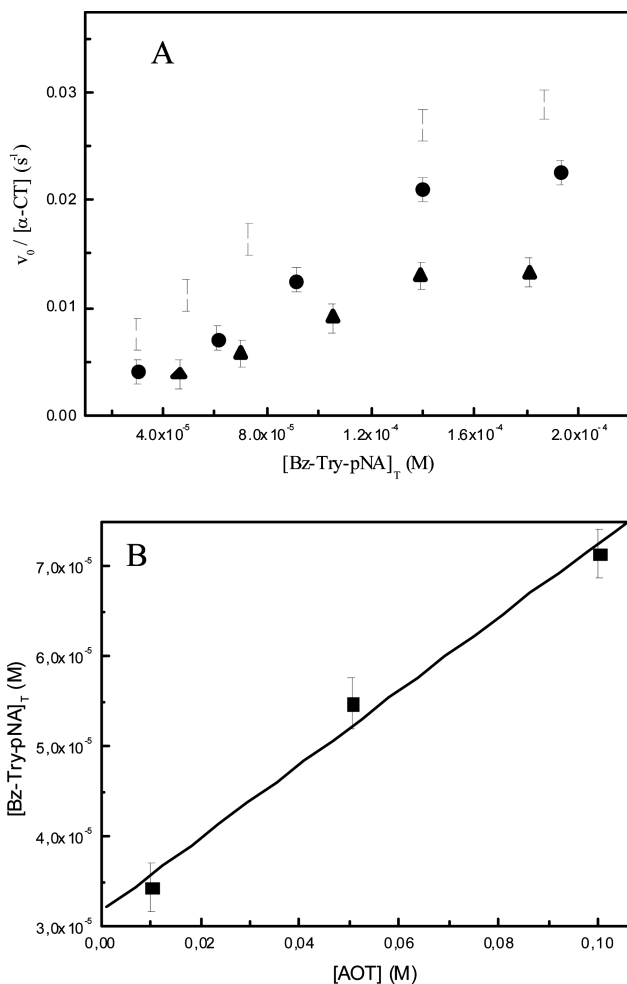 A
0.03
0.02
0.01
0.00
v₀ / [α-CT] (s⁻¹)
4.0x10⁻⁵ 8.0x10⁻⁵ 1.2x10⁻⁴ 1.6x10⁻⁴ 2.0x10⁻⁴
[Bz-Try-pNA]T (M)
B
7,0x10⁻⁵
6,0x10⁻⁵
5,0x10⁻⁵
4,0x10⁻⁵
3,0x10⁻⁵
[Bz-Try-pNA]T (M)
0,00 0,02 0,04 0,06 0,08 0,10
[AOT] (M)